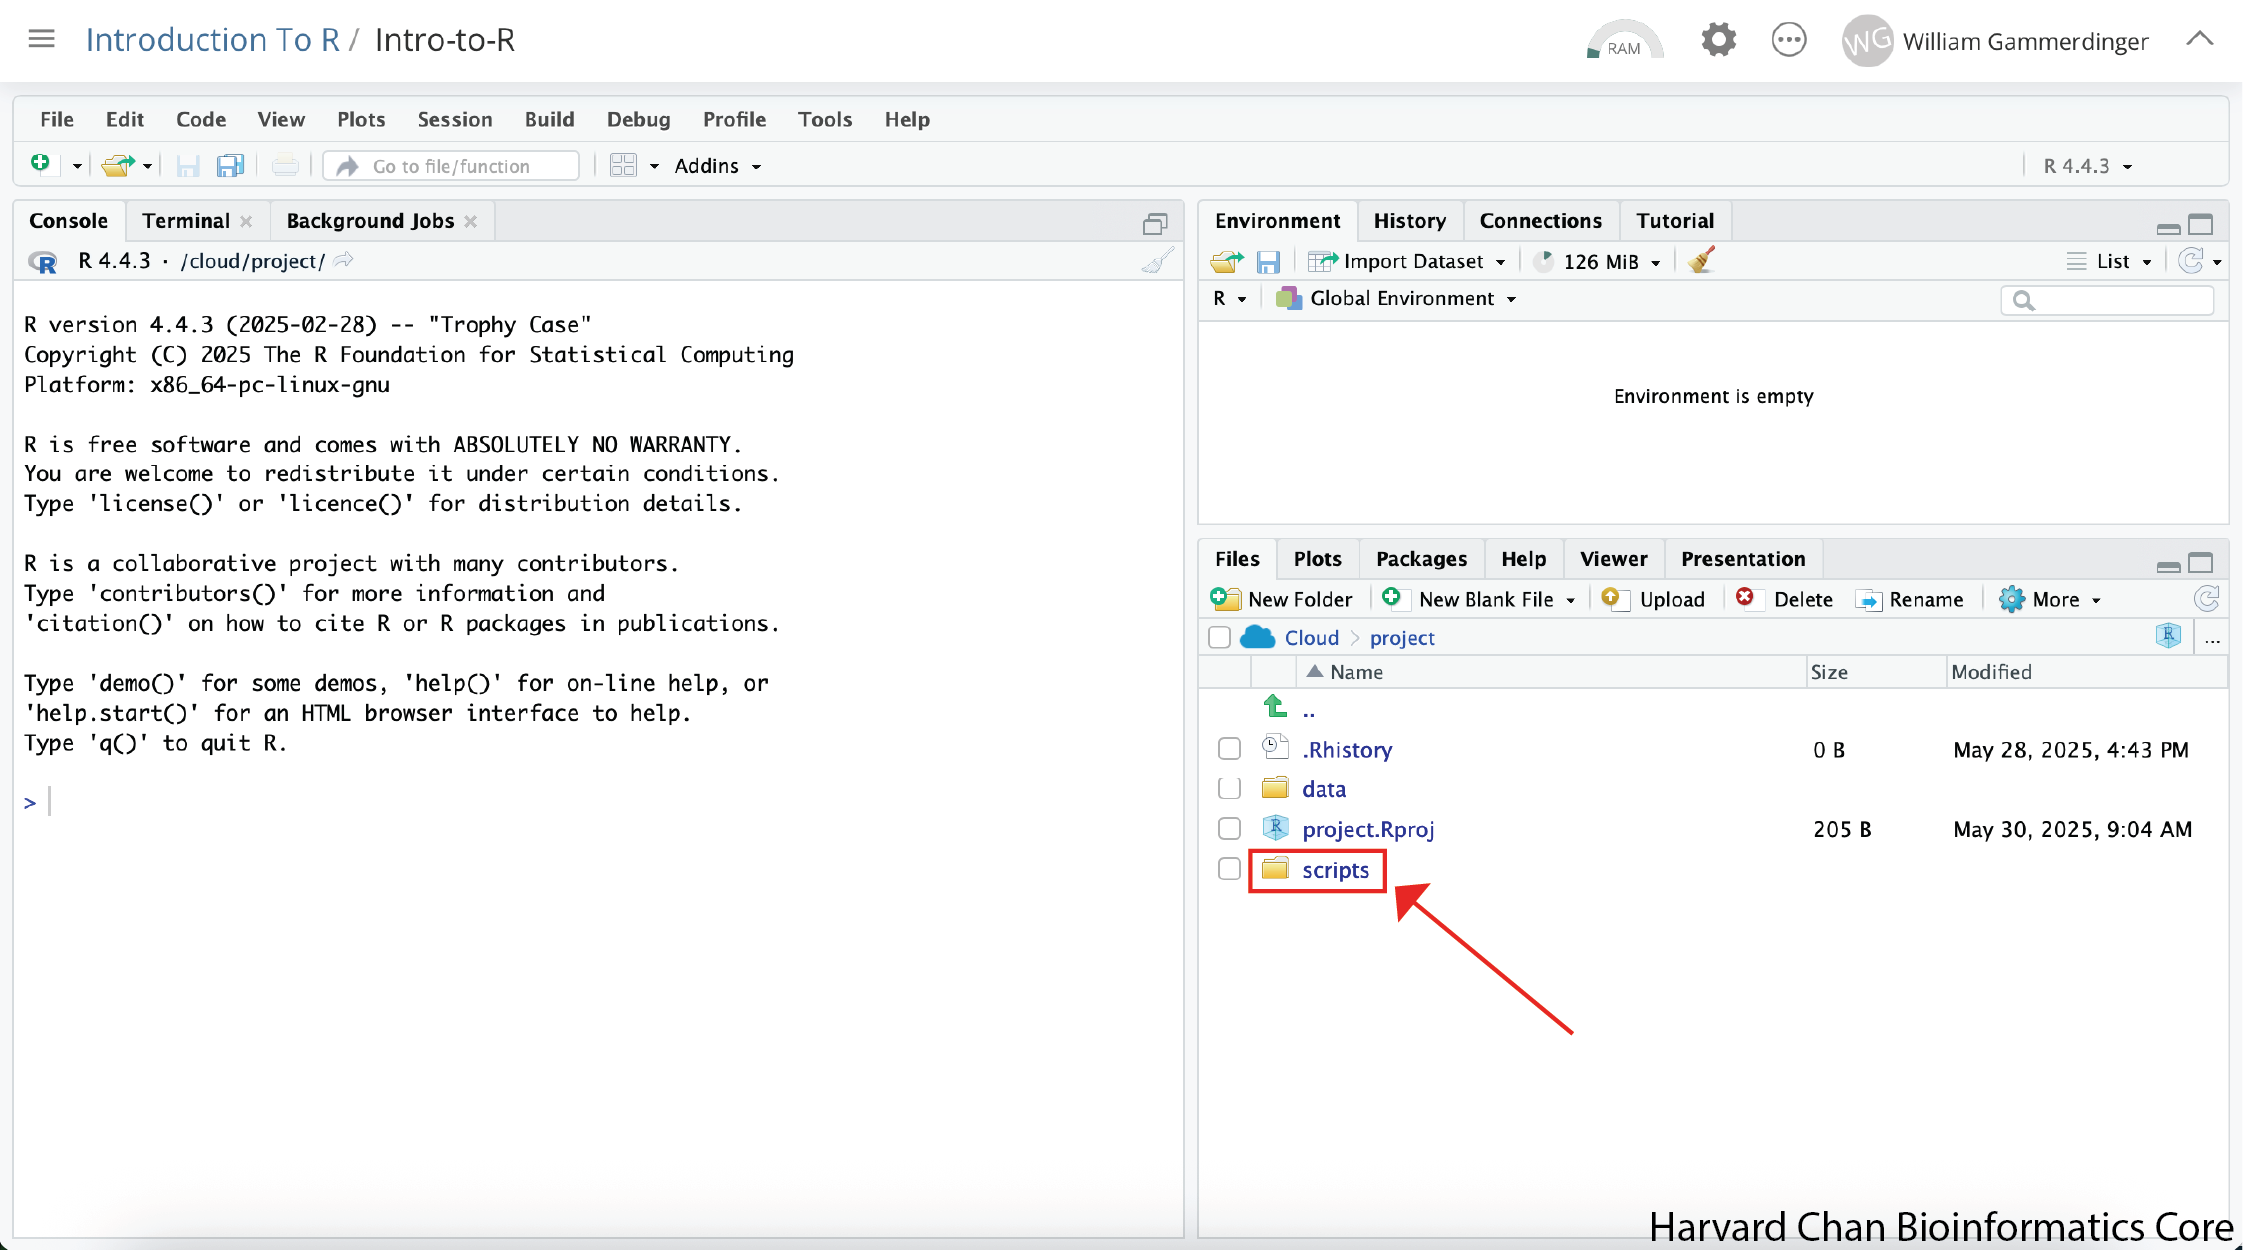 Introduction To R / Intro-to-R
RAM
WG William Gammerdinger
File Edit Code View Plots Session Build Debug Profile Tools Help
Go to file/function Addins R 4.4.3
Console Terminal Background Jobs
R 4.4.3 · /cloud/project/
R version 4.4.3 (2025-02-28) -- "Trophy Case"
Copyright (C) 2025 The R Foundation for Statistical Computing
Platform: x86_64-pc-linux-gnu
R is free software and comes with ABSOLUTELY NO WARRANTY.
You are welcome to redistribute it under certain conditions.
Type 'license()' or 'licence()' for distribution details.
R is a collaborative project with many contributors.
Type 'contributors()' for more information and
'citation()' on how to cite R or R packages in publications.
Type 'demo()' for some demos, 'help()' for on-line help, or
'help.start()' for an HTML browser interface to help.
Type 'q()' to quit R.
>
Environment History Connections Tutorial
Import Dataset 126 MiB List
R Global Environment
Environment is empty
Files Plots Packages Help Viewer Presentation
New Folder New Blank File Upload Delete Rename More
Cloud > project ...
Name Size Modified
..
.Rhistory 0 B May 28, 2025, 4:43 PM
data
project.Rproj 205 B May 30, 2025, 9:04 AM
scripts
Harvard Chan Bioinformatics Core